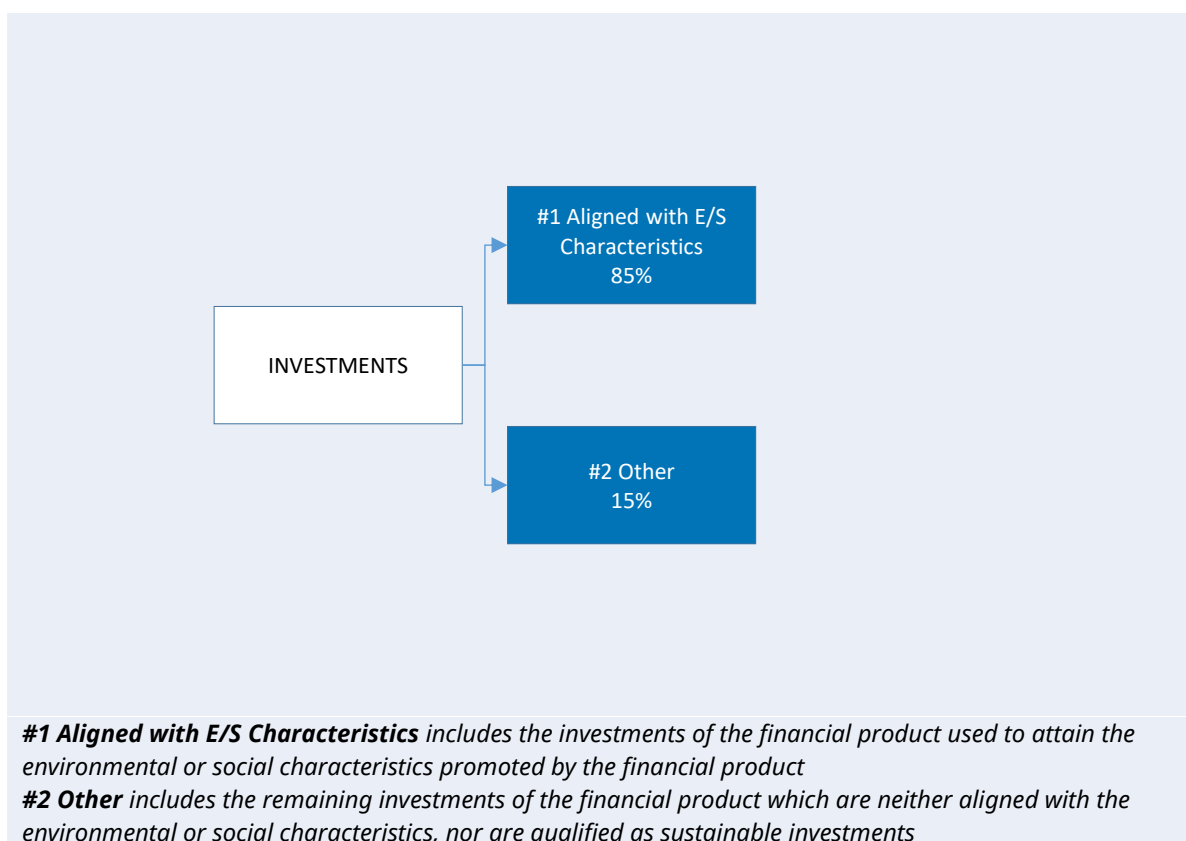 #1 Aligned with E/S
Characteristics
85%
INVESTMENTS
#2 Other
15%
#1 Aligned with E/S Characteristics includes the investments of the financial product used to attain the
environmental or social characteristics promoted by the financial product
#2 Other includes the remaining investments of the financial product which are neither aligned with the
environmental or social characteristics, nor are qualified as sustainable investments